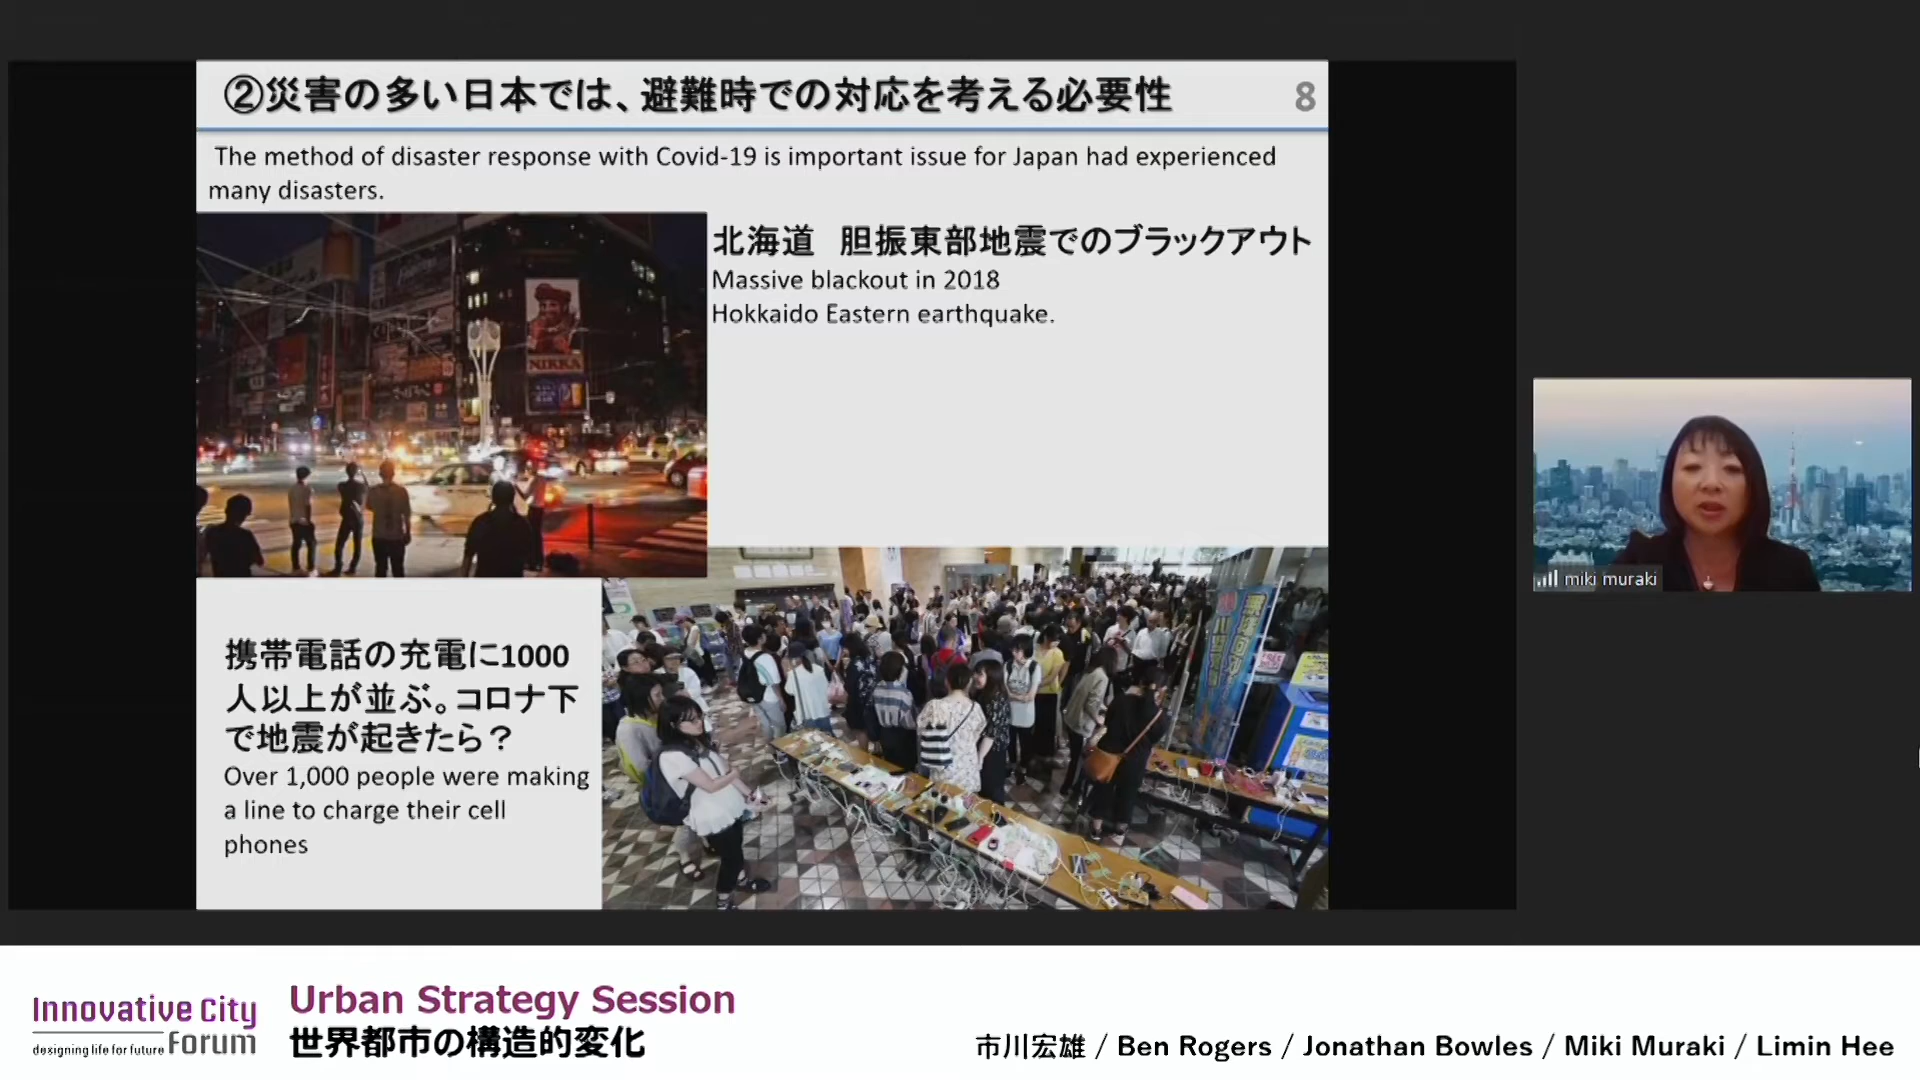 ②災害の多い日本では、避難時での対応を考える必要性
8
The method of disaster response with Covid-19 is important issue for Japan had experienced
many disasters.
北海道　胆振東部地震でのブラックアウト
Massive blackout in 2018
Hokkaido Eastern earthquake.
NIKKA
携帯電話の充電に1000
人以上が並ぶ。コロナ下
で地震が起きたら？
Over 1,000 people were making
a line to charge their cell
phones
miki muraki
Innovative City
designing life for future Forum
Urban Strategy Session
世界都市の構造的変化
市川宏雄 / Ben Rogers / Jonathan Bowles / Miki Muraki / Limin Hee